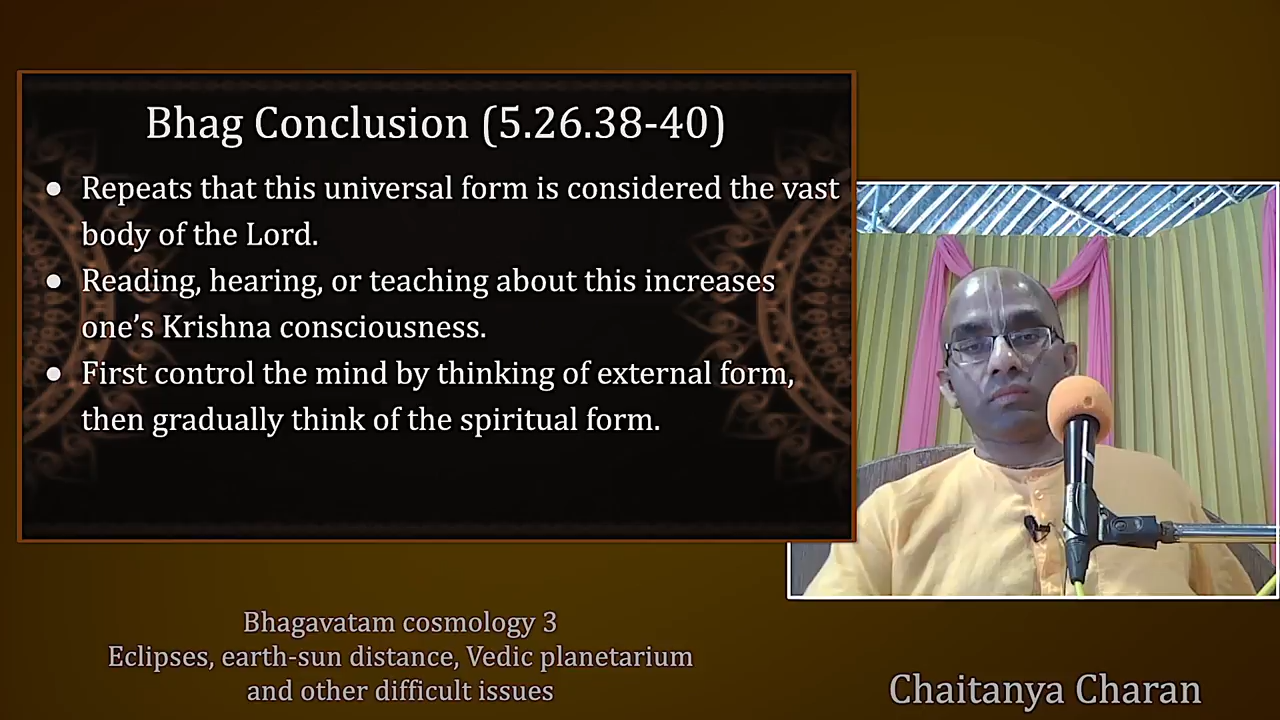 Bhag Conclusion (5.26.38-40)
● Repeats that this universal form is considered the vast
body of the Lord.
● Reading, hearing, or teaching about this increases
one’s Krishna consciousness.
● First control the mind by thinking of external form,
then gradually think of the spiritual form.
Bhagavatam cosmology 3
Eclipses, earth-sun distance, Vedic planetarium
and other difficult issues
Chaitanya Charan